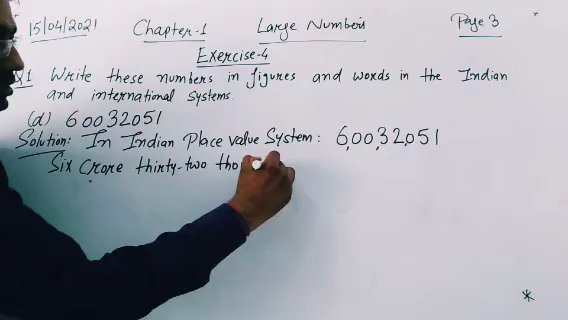 15/04/2021 Chapter-1 Large Numbers Page 3
Exercise-4
Q1 Write these numbers in figures and words in the Indian
and international systems.
(d) 60032051
Solution: In Indian Place value System: 6,00,32,051
Six Crore thirty-two tho